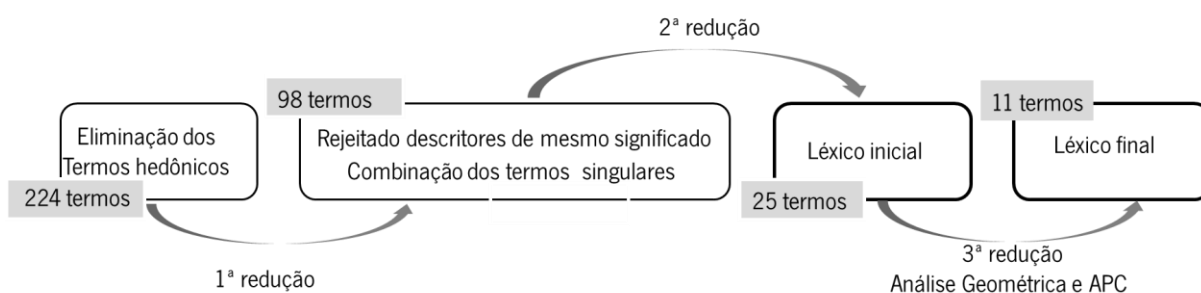 2ª redução
98 termos
11 termos
Eliminação dos
Termos hedônicos
224 termos
Rejeitado descritores de mesmo significado
Combinação dos termos singulares
Léxico inicial
25 termos
Léxico final
1ª redução
3ª redução
Análise Geométrica e APC